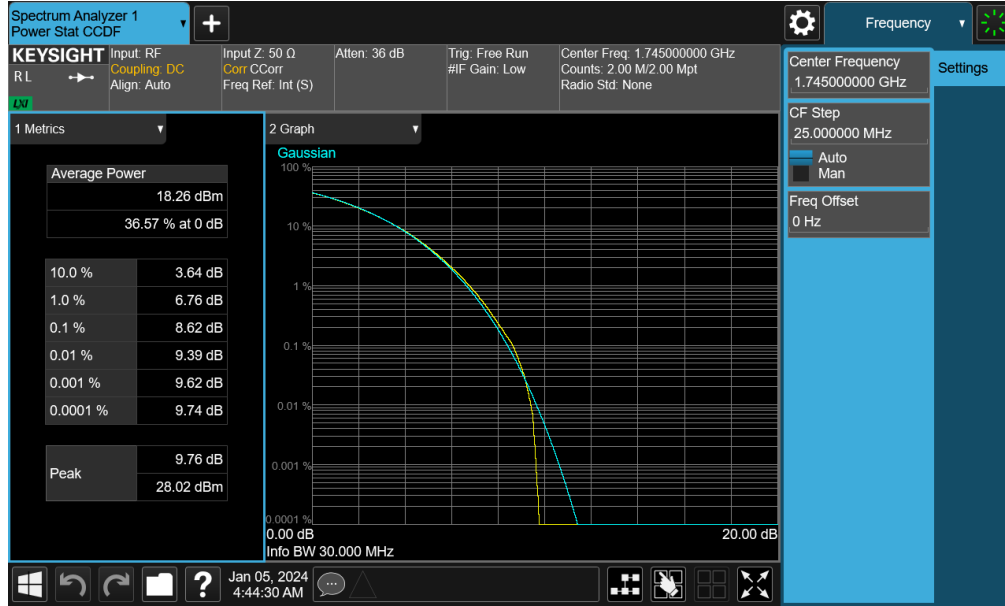 Spectrum Analyzer 1
Power Stat CCDF
+
Frequency
KEYSIGHT
R L
LXI
Input: RF
Coupling: DC
Align: Auto
Input Z: 50 Ω
Corr CCorr
Freq Ref: Int (S)
Atten: 36 dB
Trig: Free Run
#IF Gain: Low
Center Freq: 1.745000000 GHz
Counts: 2.00 M/2.00 Mpt
Radio Std: None
Center Frequency
1.745000000 GHz
Settings
CF Step
25.000000 MHz
Auto
Man
Freq Offset
0 Hz
1 Metrics
Average Power
18.26 dBm
36.57 % at 0 dB
10.0 % 3.64 dB
1.0 % 6.76 dB
0.1 % 8.62 dB
0.01 % 9.39 dB
0.001 % 9.62 dB
0.0001 % 9.74 dB
Peak
9.76 dB
28.02 dBm
2 Graph
Gaussian
100 %
10 %
1 %
0.1 %
0.01 %
0.001 %
0.0001 %
0.00 dB 20.00 dB
Info BW 30.000 MHz
?
Jan 05, 2024
4:44:30 AM